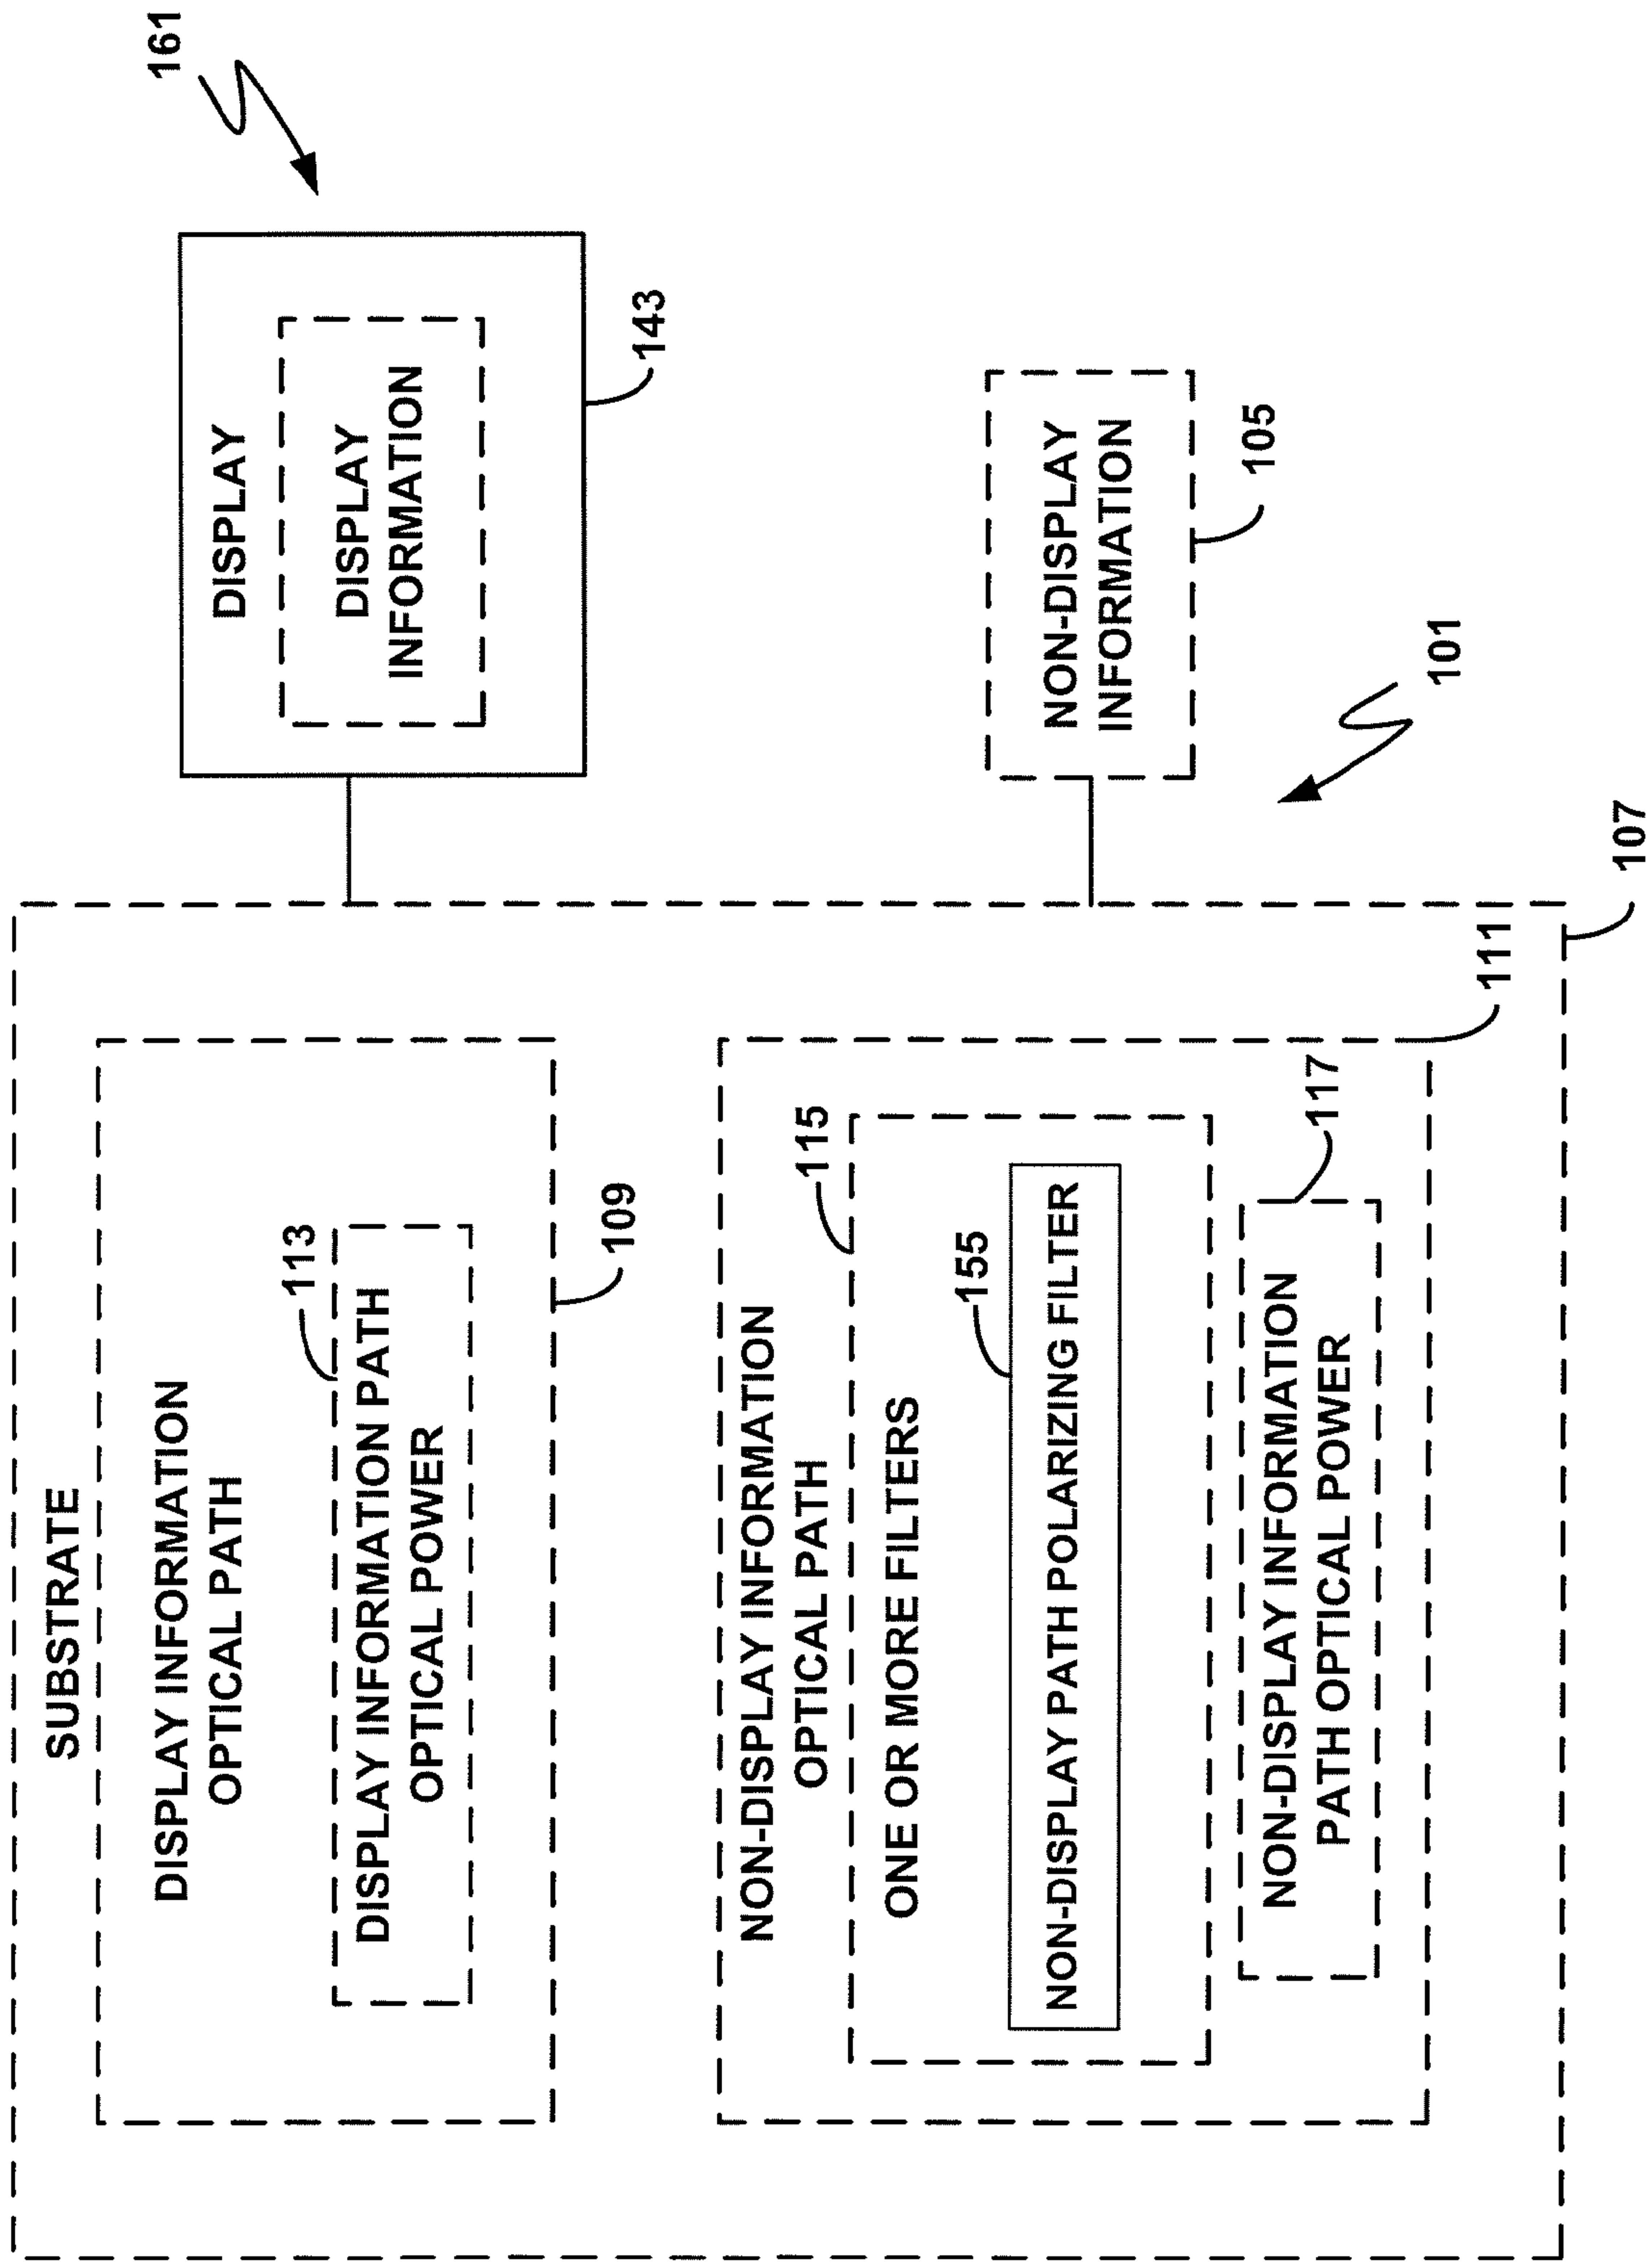 SUBSTRATE
DISPLAY INFORMATION
OPTICAL PATH
113
DISPLAY INFORMATION PATH
OPTICAL POWER
109
NON-DISPLAY INFORMATION
OPTICAL PATH
115
ONE OR MORE FILTERS
155
NON-DISPLAY PATH POLARIZING FILTER
117
NON-DISPLAY INFORMATION
PATH OPTICAL POWER
111
107
161
DISPLAY
DISPLAY
INFORMATION
143
NON-DISPLAY
INFORMATION
105
101